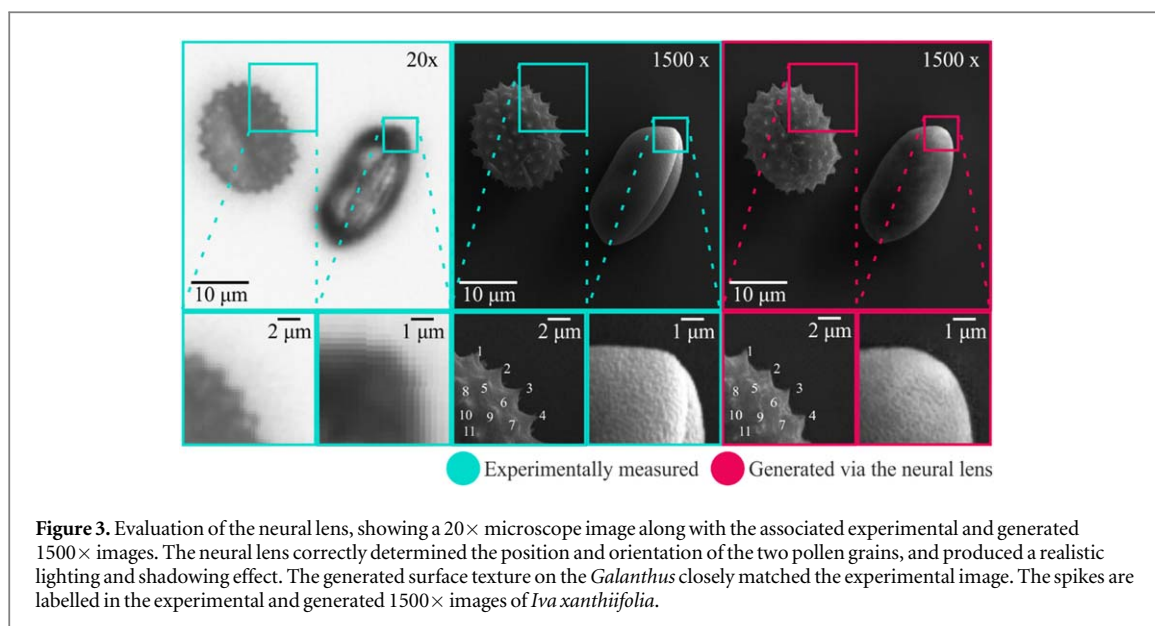 20x
1500 x
1500 x
10 μm
10 μm
10 μm
2 μm
1 μm
2 μm
1 μm
2 μm
1 μm
1
2
3
4
5
6
7
8
9
10
11
1
2
3
4
5
6
7
8
9
10
11
Experimentally measured
Generated via the neural lens
Figure 3. Evaluation of the neural lens, showing a 20× microscope image along with the associated experimental and generated
1500× images. The neural lens correctly determined the position and orientation of the two pollen grains, and produced a realistic
lighting and shadowing effect. The generated surface texture on the Galanthus closely matched the experimental image. The spikes are
labelled in the experimental and generated 1500× images of Iva xanthiifolia.